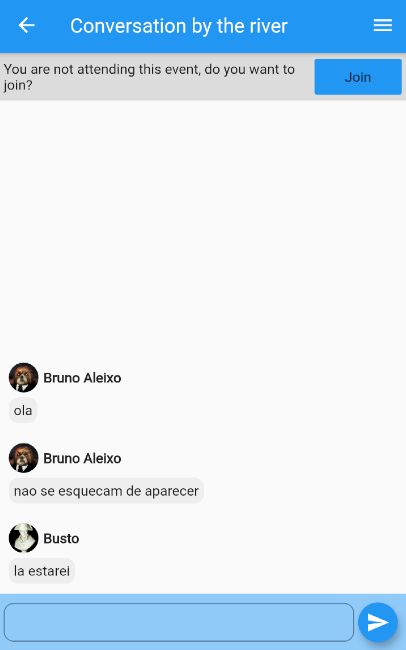 Conversation by the river
You are not attending this event, do you want to
join?
Join
Bruno Aleixo
ola
Bruno Aleixo
nao se esquecam de aparecer
Busto
la estarei